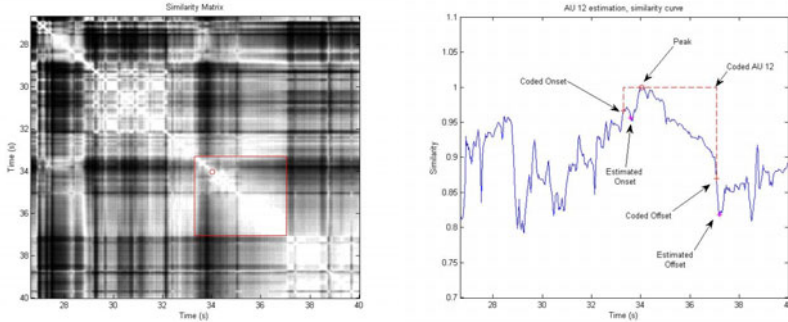 Similarity Matrix
28
30
32
34
36
38
40
Time (s)
28
30
32
34
36
38
40
Time (s)
AU 12 estimation, similarity curve
1.1
1.05
1
0.95
0.9
0.85
0.8
0.75
0.7
Similarity
Peak
Coded Onset
Coded AU 12
Estimated
Onset
Coded Offset
Estimated
Offset
28
30
32
34
36
38
40
Time (s)